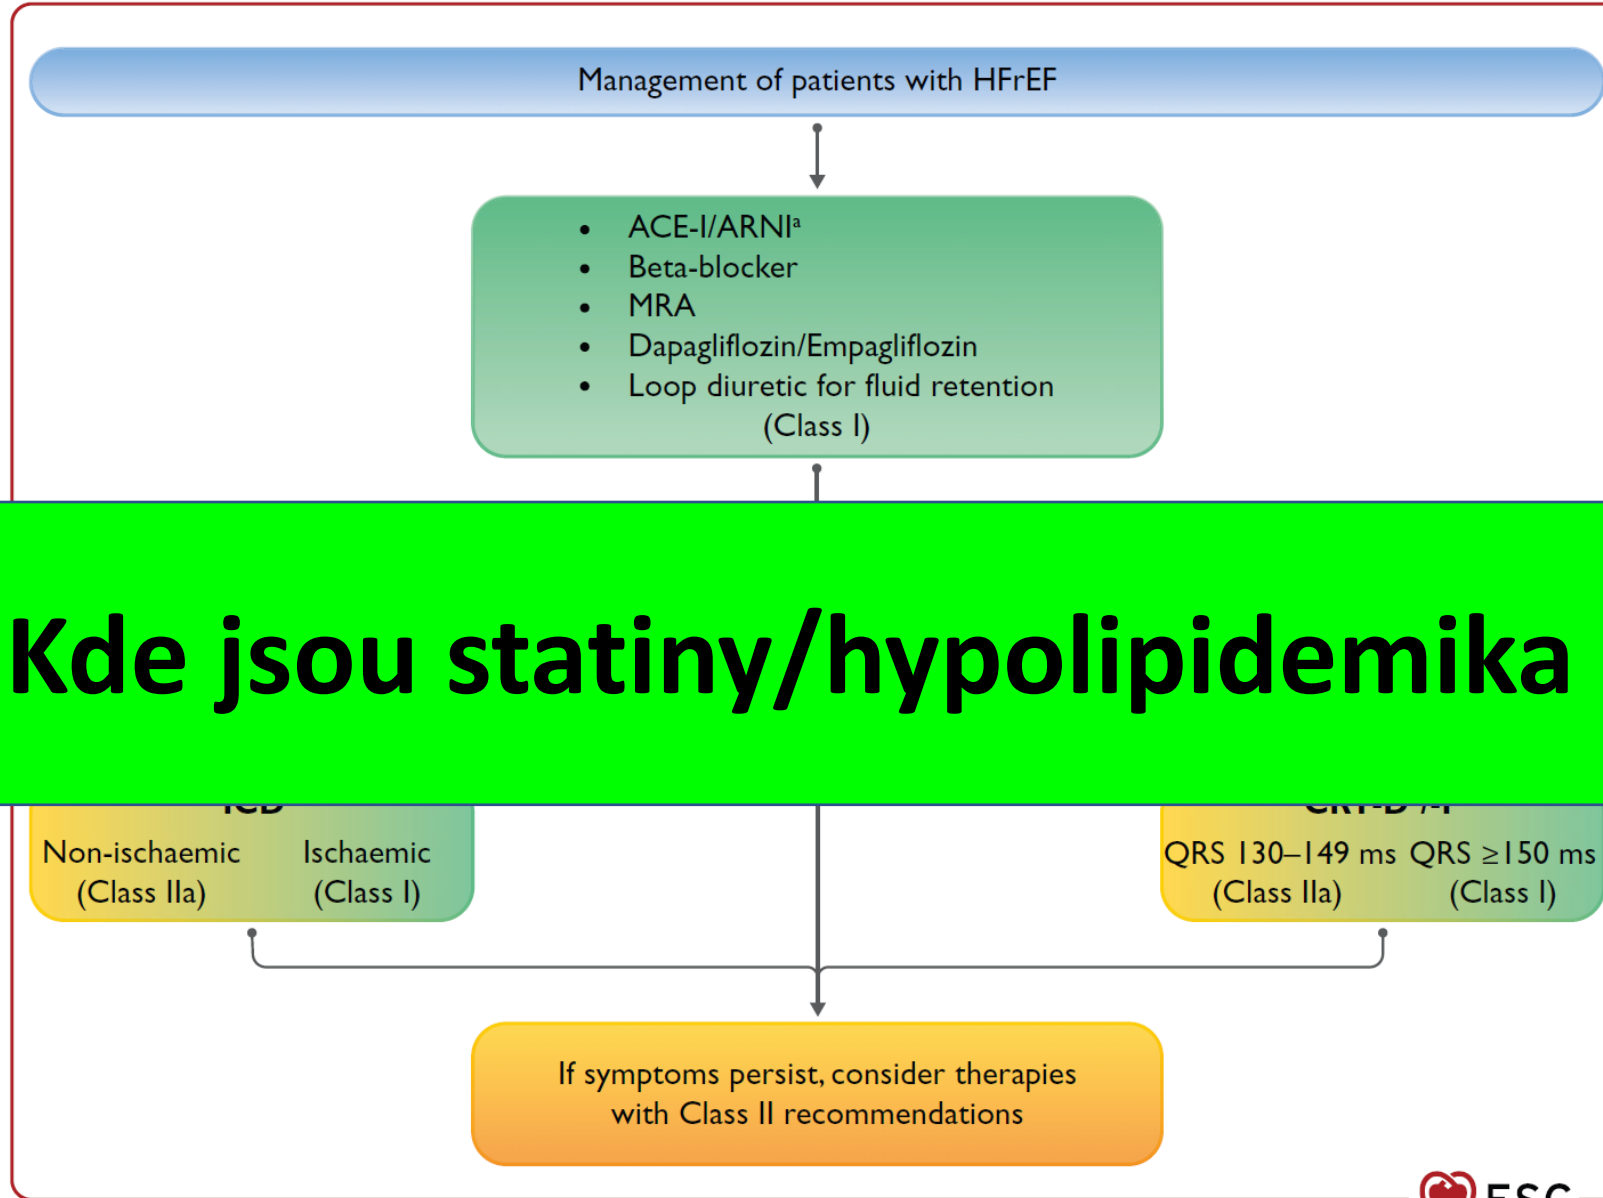 Management of patients with HFrEF
• ACE-I/ARNIᵃ
• Beta-blocker
• MRA
• Dapagliflozin/Empagliflozin
• Loop diuretic for fluid retention
(Class I)
Kde jsou statiny/hypolipidemika
Non-ischaemic Ischaemic
(Class IIa) (Class I)
QRS 130–149 ms QRS ≥150 ms
(Class IIa) (Class I)
If symptoms persist, consider therapies
with Class II recommendations